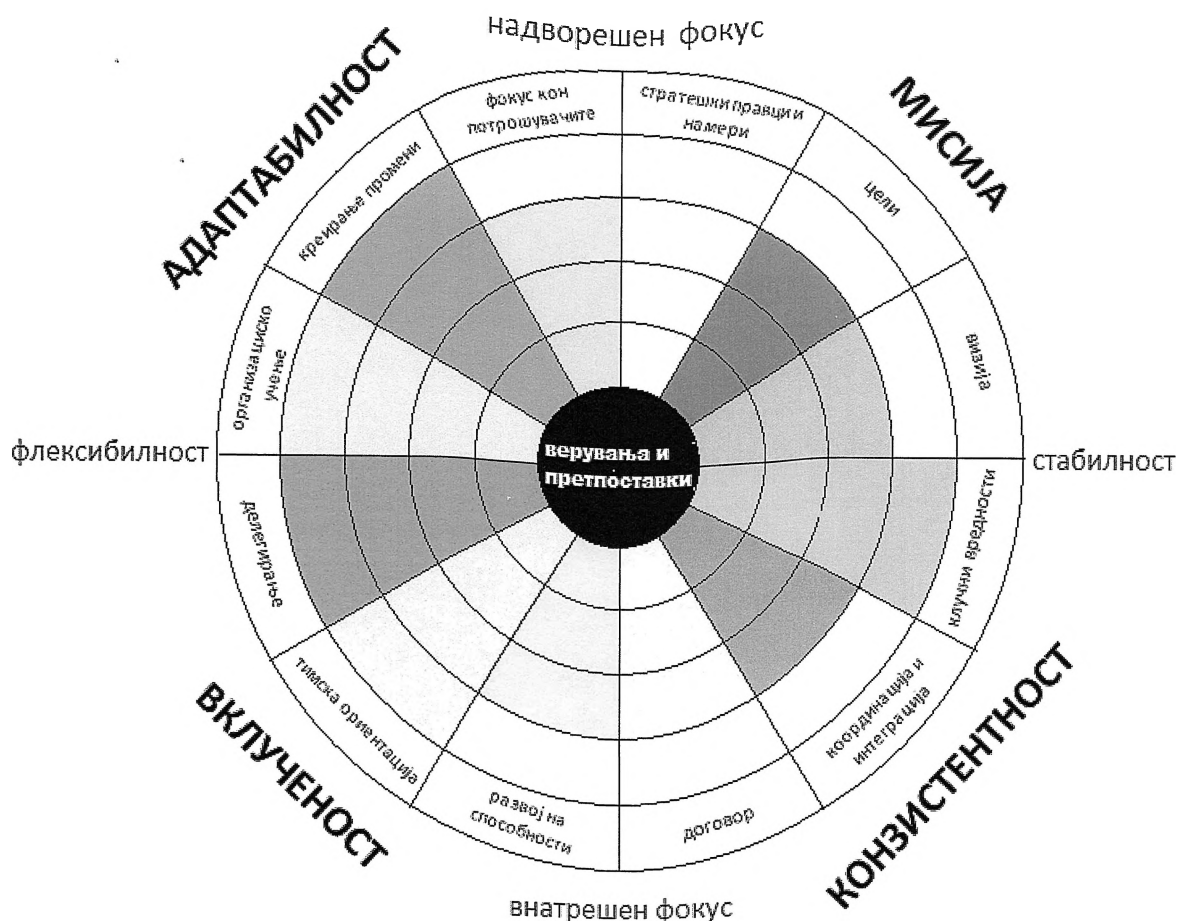 надворешен фокус
АДАПТАБИЛНОСТ
МИСИЈА
фокус кон
потрошувачите
стратешки правци и
намери
креирање промени
цели
организациско
учење
визија
флексибилност
верувања и
претпоставки
стабилност
делегирање
клучни вредности
тимска ориентација
координација и
интеграција
развој на
способности
договор
ВКЛУЧЕНОСТ
КОНЗИСТЕНТНОСТ
внатрешен фокус